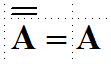 A̿ = A